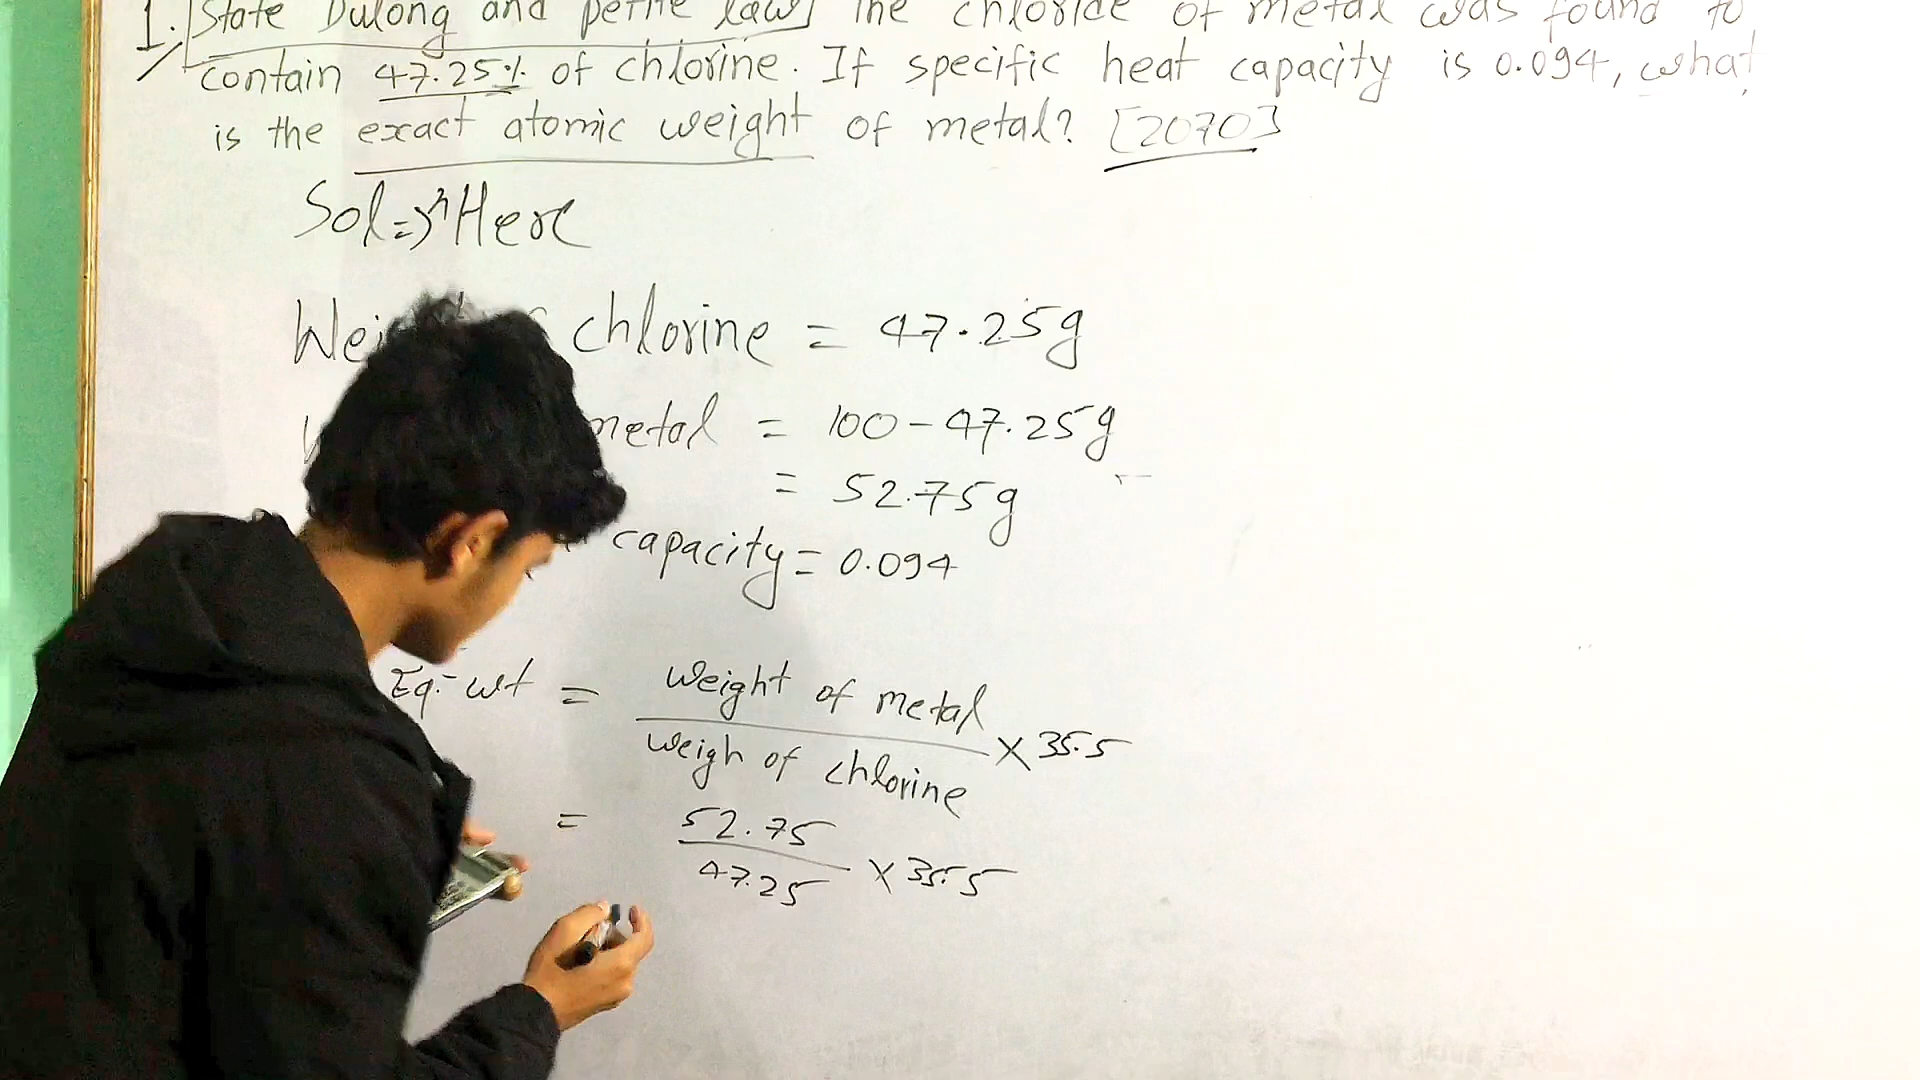 1. State Dulong and petite law. The chloride of metal was found to
contain 47.25% of chlorine. If specific heat capacity is 0.094, what
is the exact atomic weight of metal? [2070]
Sol=>n Here
chlorine = 47.25g
metal = 100-47.25g
= 52.75g
capacity = 0.094
Eq.-wt = weight of metal
× 35.5
weigh of chlorine
= 52.75
× 35.5
47.25